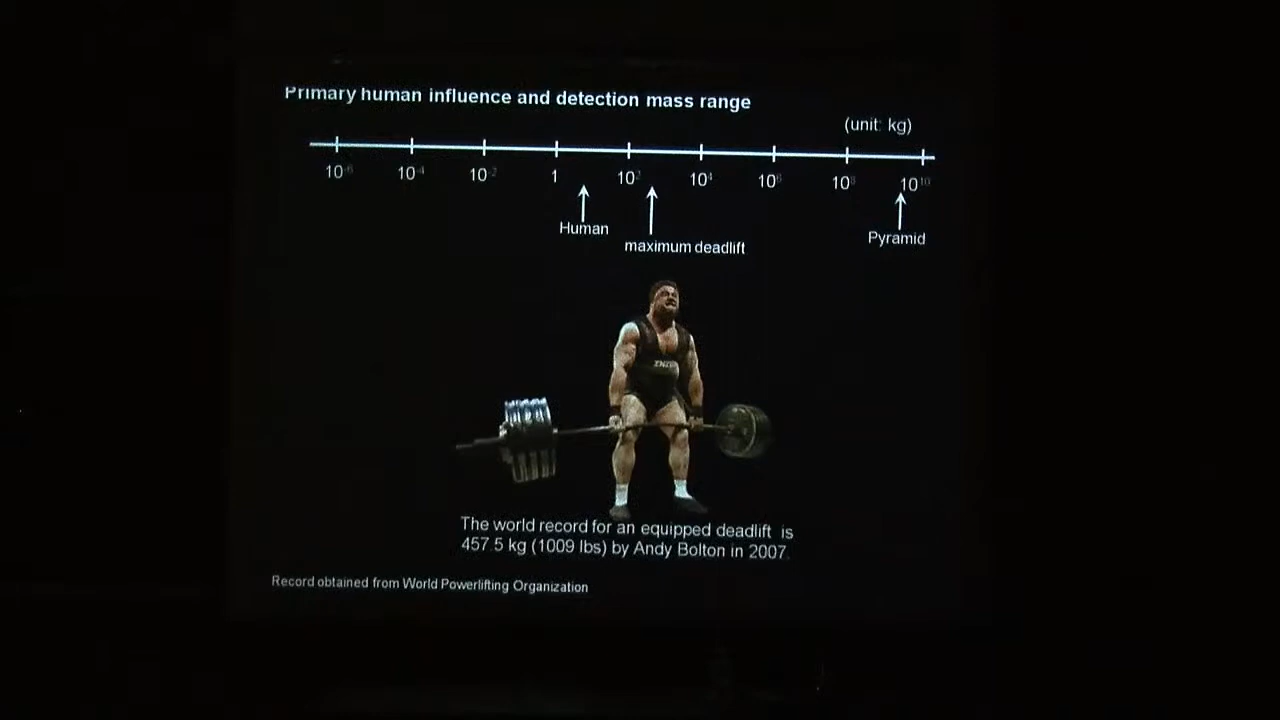 Primary human influence and detection mass range
(unit: kg)
10⁻⁶ 10⁻⁴ 10⁻² 1 10² 10⁴ 10⁶ 10⁸ 10¹⁰
Human
maximum deadlift
Pyramid
The world record for an equipped deadlift is
457.5 kg (1009 lbs) by Andy Bolton in 2007.
Record obtained from World Powerlifting Organization